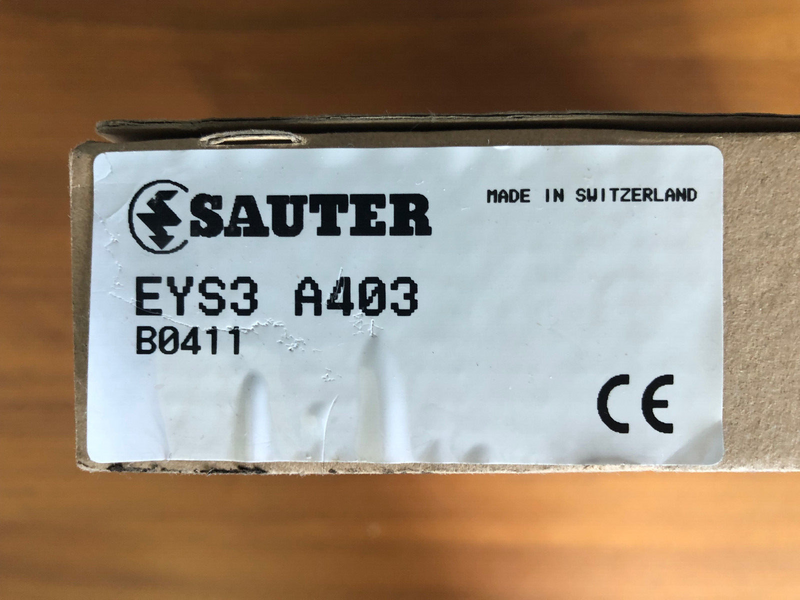 SAUTER
MADE IN SWITZERLAND
EYS3 A403
B0411
CE